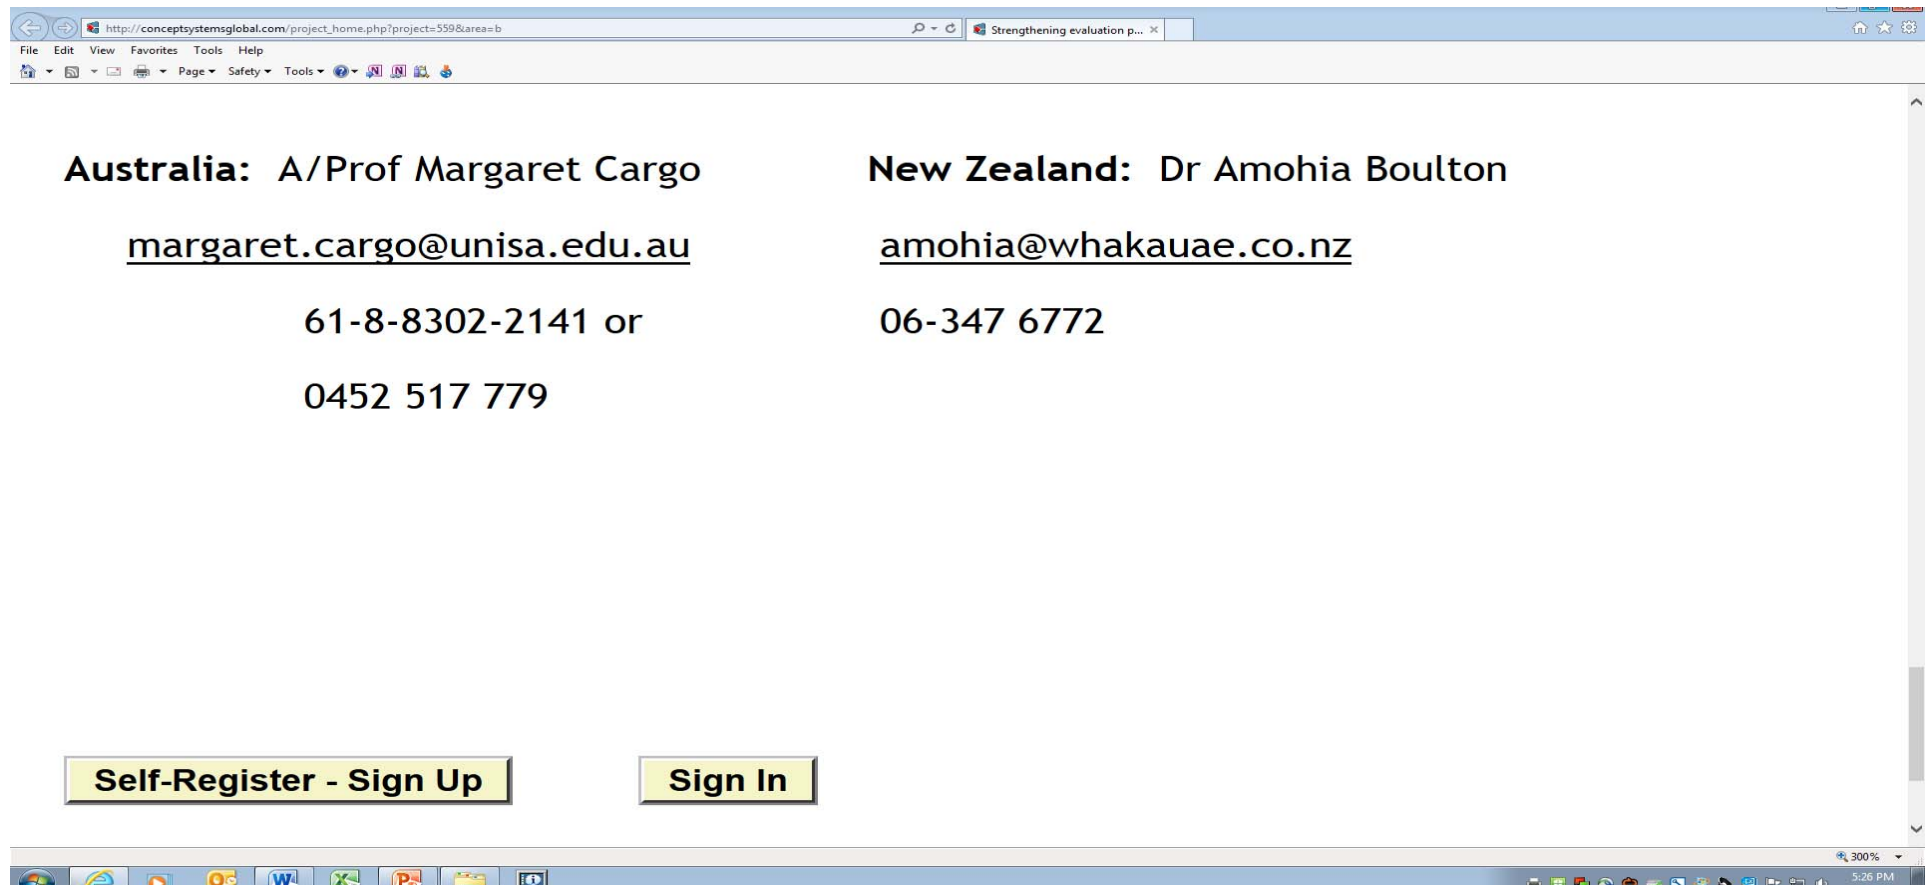 http://conceptsystemsglobal.com/project_home.php?project=559&area=b
Strengthening evaluation p...
File Edit View Favorites Tools Help
Page Safety Tools
Australia: A/Prof Margaret Cargo
margaret.cargo@unisa.edu.au
61-8-8302-2141 or
0452 517 779
New Zealand: Dr Amohia Boulton
amohia@whakauae.co.nz
06-347 6772
Self-Register - Sign Up
Sign In
300%
5:26 PM